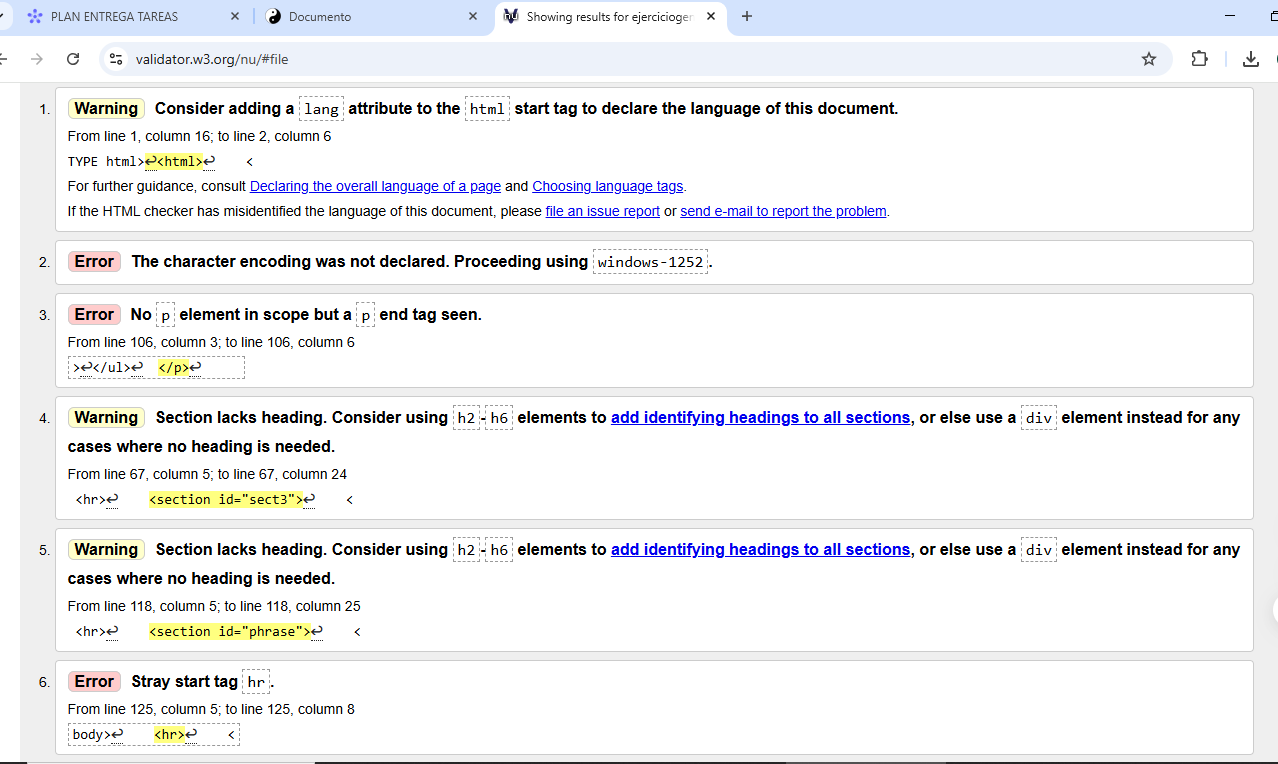 PLAN ENTREGA TAREAS
Documento
Showing results for ejercicioger
validator.w3.org/nu/#file
1. Warning Consider adding a lang attribute to the html start tag to declare the language of this document.
From line 1, column 16; to line 2, column 6
TYPE html>↩<html>↩ <
For further guidance, consult Declaring the overall language of a page and Choosing language tags.
If the HTML checker has misidentified the language of this document, please file an issue report or send e-mail to report the problem.
2. Error The character encoding was not declared. Proceeding using windows-1252.
3. Error No p element in scope but a p end tag seen.
From line 106, column 3; to line 106, column 6
>↩</ul>↩ </p>↩
4. Warning Section lacks heading. Consider using h2-h6 elements to add identifying headings to all sections, or else use a div element instead for any
cases where no heading is needed.
From line 67, column 5; to line 67, column 24
<hr>↩ <section id="sect3">↩ <
5. Warning Section lacks heading. Consider using h2-h6 elements to add identifying headings to all sections, or else use a div element instead for any
cases where no heading is needed.
From line 118, column 5; to line 118, column 25
<hr>↩ <section id="phrase">↩ <
6. Error Stray start tag hr.
From line 125, column 5; to line 125, column 8
body>↩ <hr>↩ <